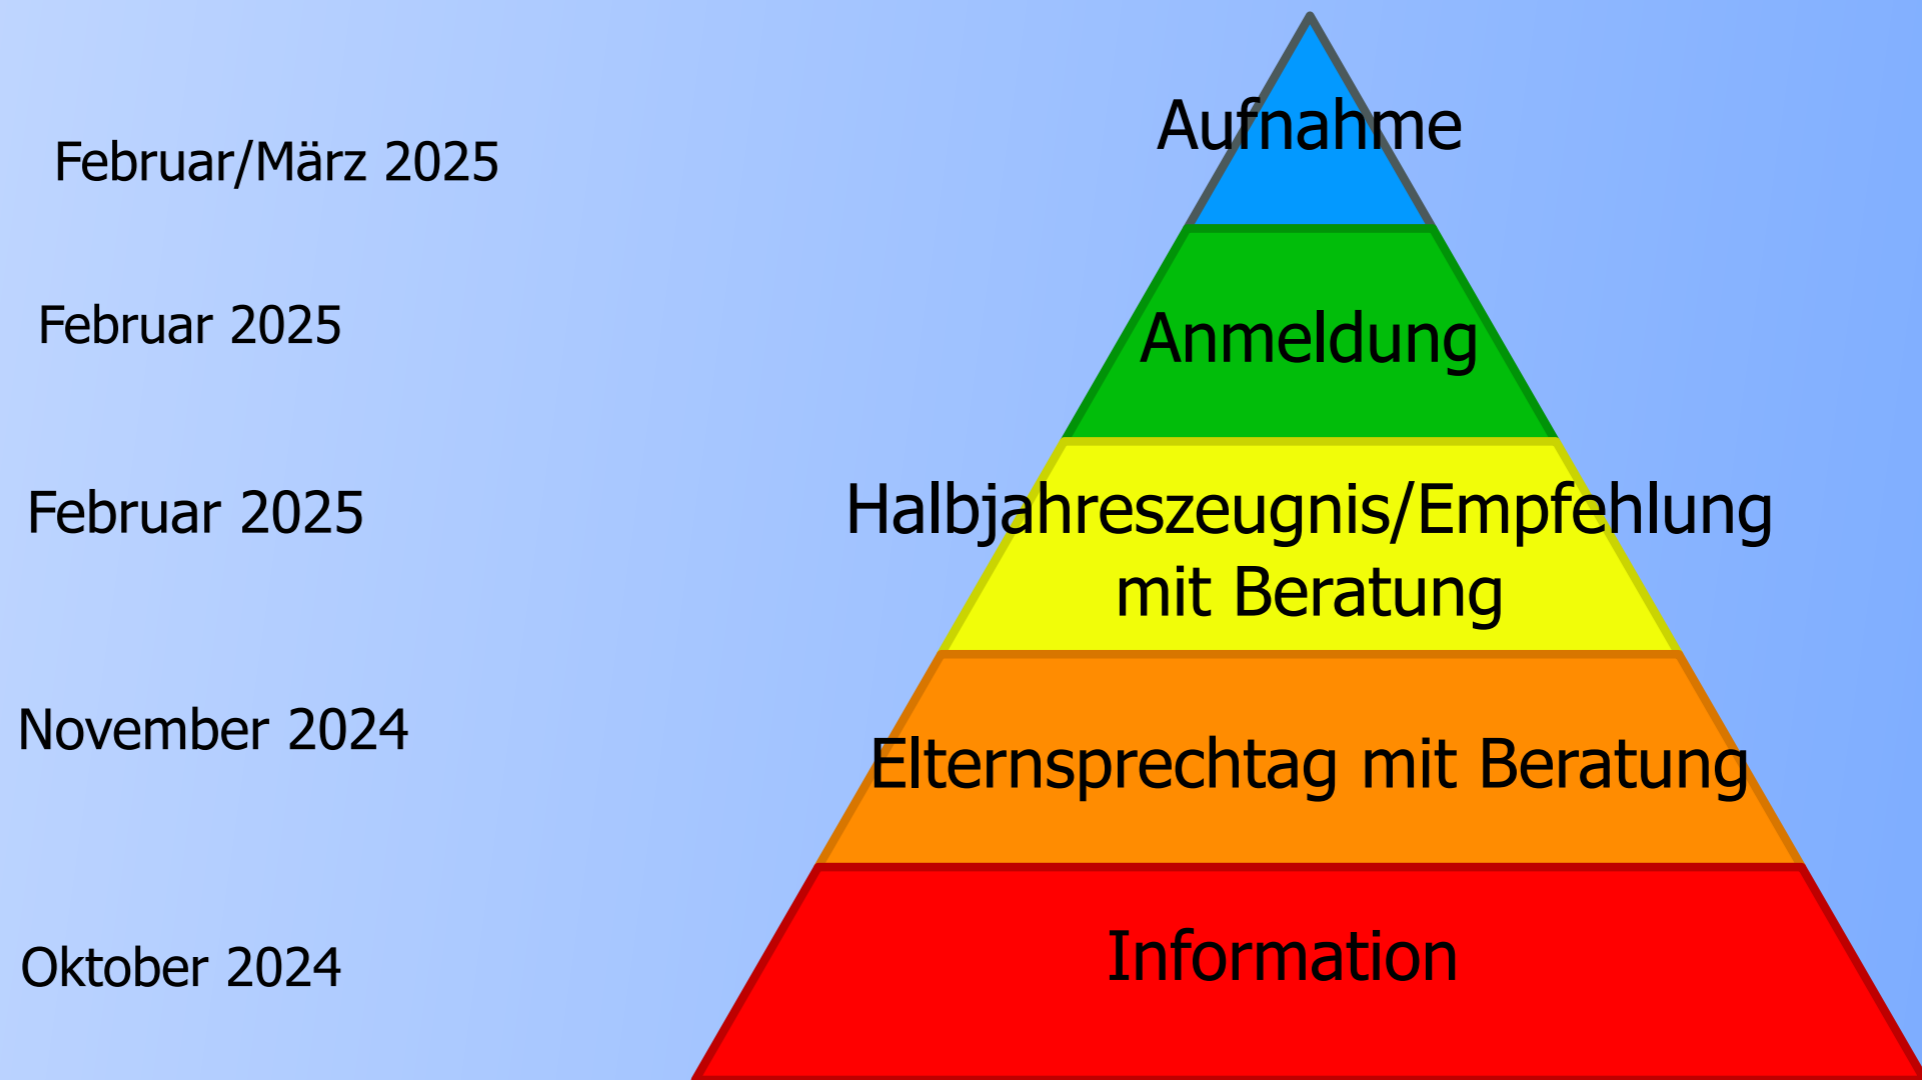 Februar/März 2025
Aufnahme
Februar 2025
Anmeldung
Februar 2025
Halbjahreszeugnis/Empfehlung
mit Beratung
November 2024
Elternsprechtag mit Beratung
Oktober 2024
Information